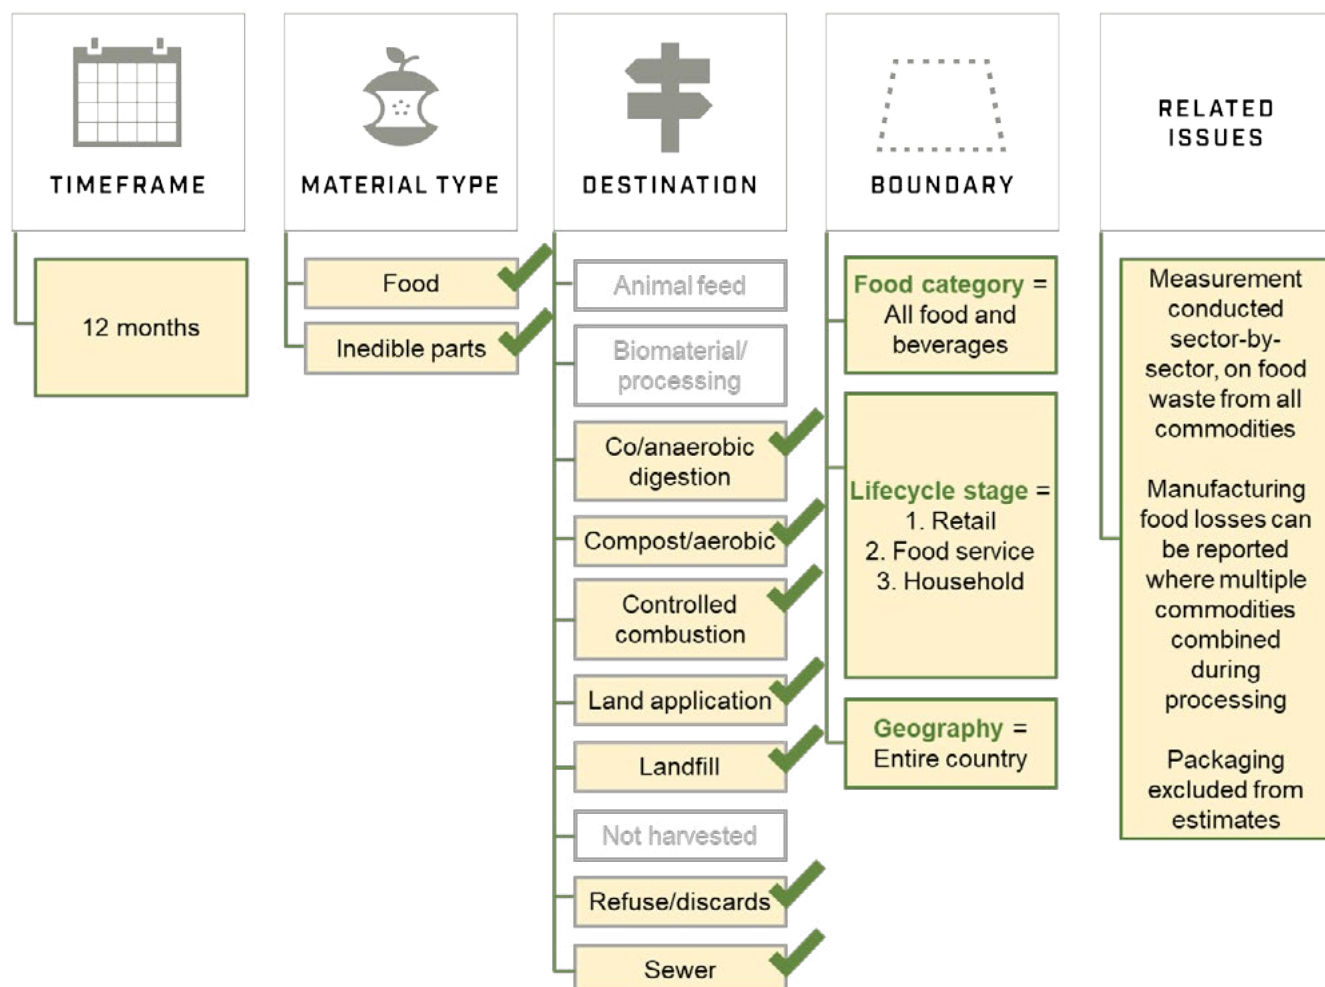 TIMEFRAME
12 months
MATERIAL TYPE
Food
Inedible parts
DESTINATION
Animal feed
Biomaterial/
processing
Co/anaerobic
digestion
Compost/aerobic
Controlled
combustion
Land application
Landfill
Not harvested
Refuse/discards
Sewer
BOUNDARY
Food category =
All food and
beverages
Lifecycle stage =
1. Retail
2. Food service
3. Household
Geography =
Entire country
RELATED
ISSUES
Measurement
conducted
sector-by-
sector, on food
waste from all
commodities
Manufacturing
food losses can
be reported
where multiple
commodities
combined
during
processing
Packaging
excluded from
estimates